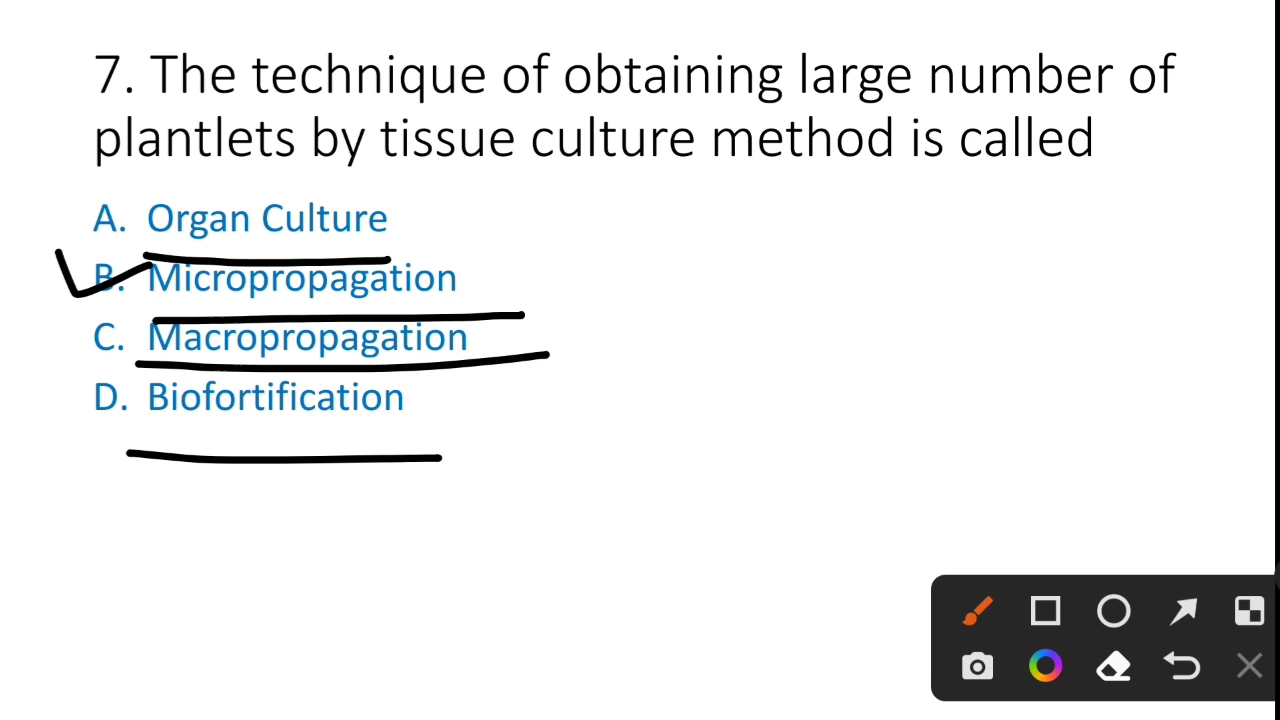 7. The technique of obtaining large number of
plantlets by tissue culture method is called
A. Organ Culture
B. Micropropagation
C. Macropropagation
D. Biofortification